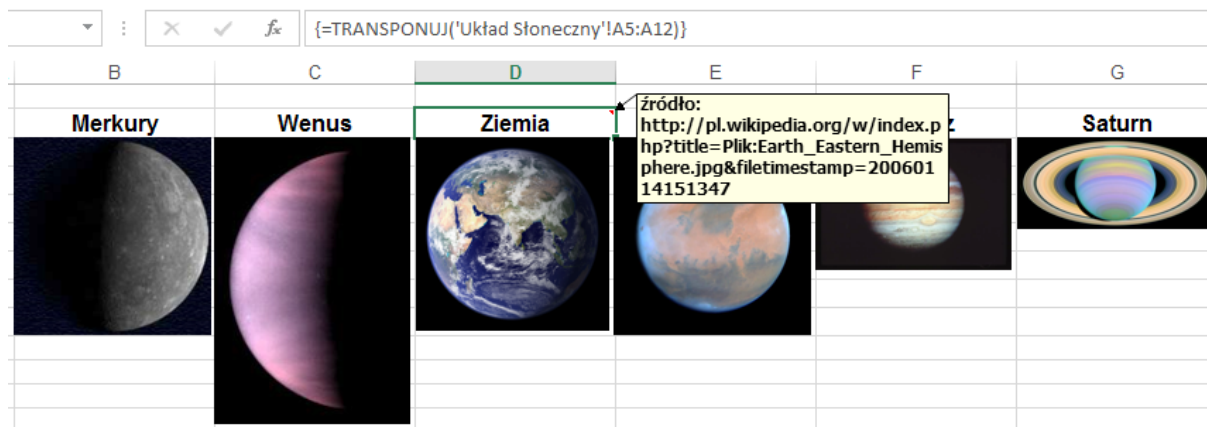 fx {=TRANSPONUJ('Układ Słoneczny'!A5:A12)}
B C D E F G
Merkury Wenus Ziemia z Saturn
źródło:
http://pl.wikipedia.org/w/index.p
hp?title=Plik:Earth_Eastern_Hemis
phere.jpg&filetimestamp=200601
14151347